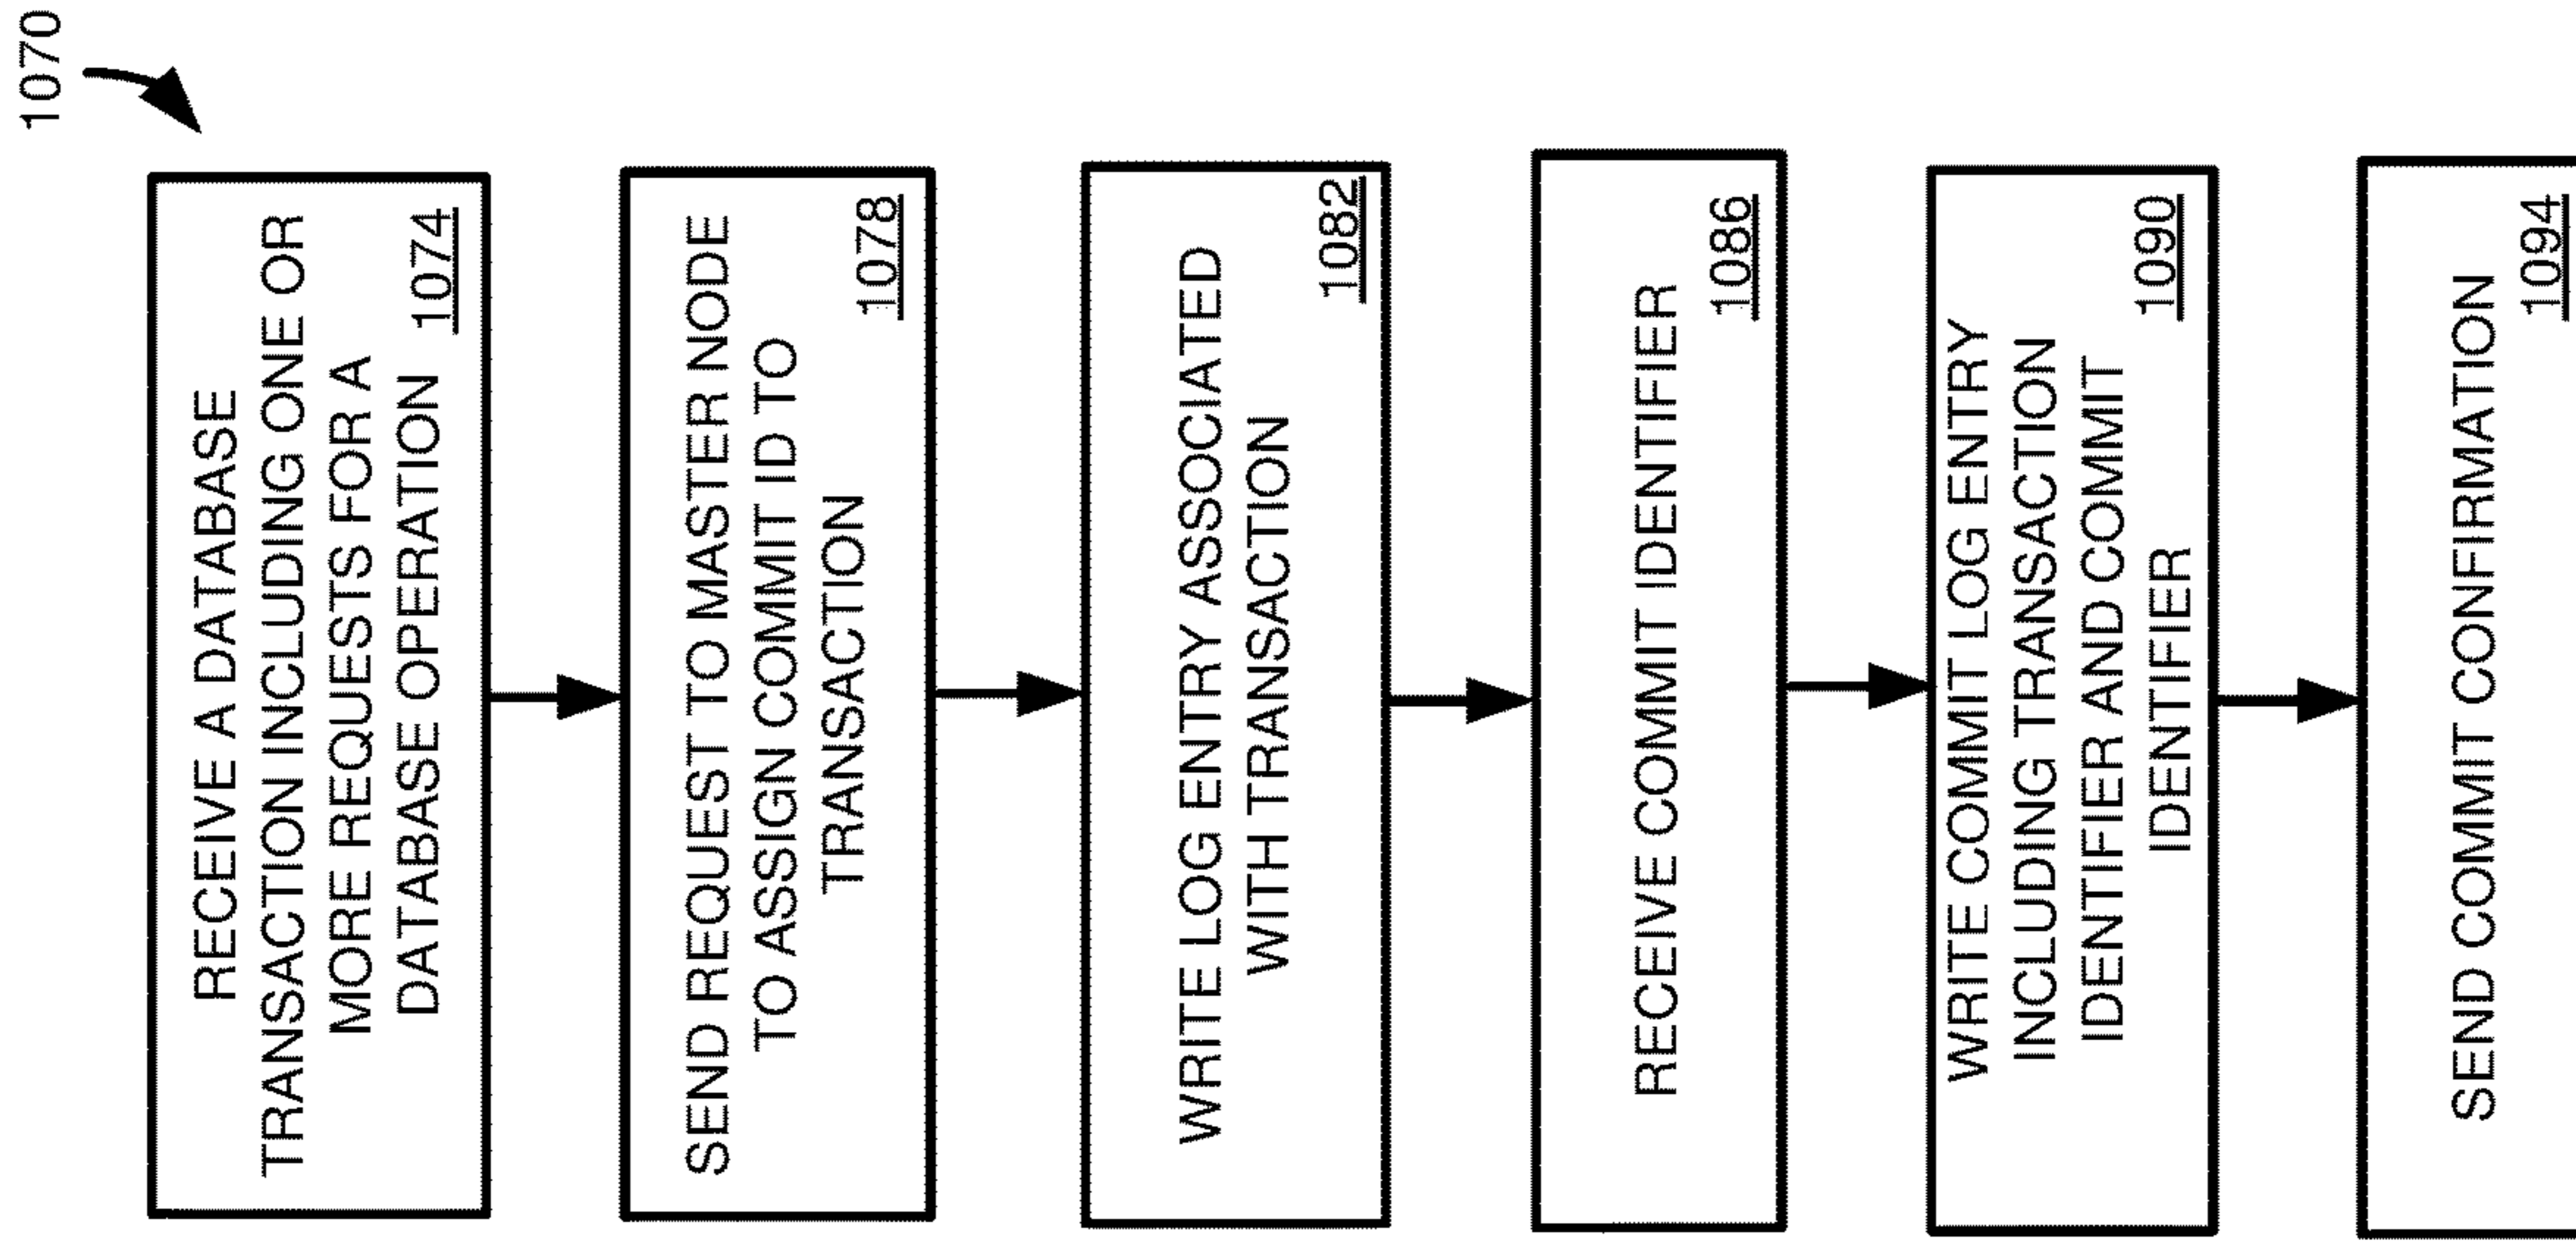 1070
RECEIVE A DATABASE
TRANSACTION INCLUDING ONE OR
MORE REQUESTS FOR A
DATABASE OPERATION
1074
SEND REQUEST TO MASTER NODE
TO ASSIGN COMMIT ID TO
TRANSACTION
1078
WRITE LOG ENTRY ASSOCIATED
WITH TRANSACTION
1082
RECEIVE COMMIT IDENTIFIER
1086
WRITE COMMIT LOG ENTRY
INCLUDING TRANSACTION
IDENTIFIER AND COMMIT
IDENTIFIER
1090
SEND COMMIT CONFIRMATION
1094